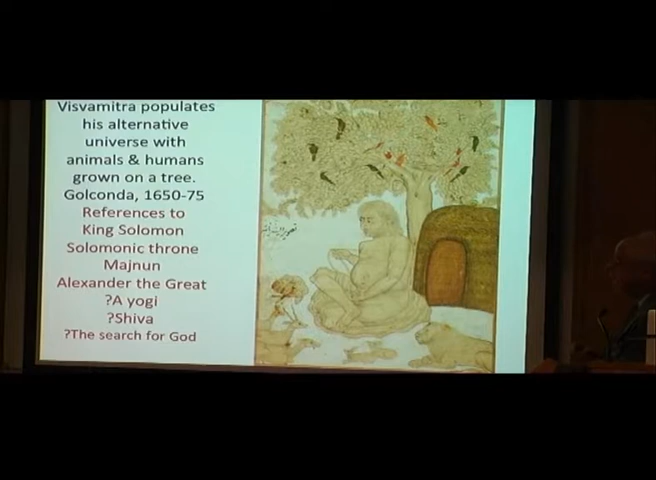 Visvamitra populates
his alternative
universe with
animals & humans
grown on a tree.
Golconda, 1650-75
References to
King Solomon
Solomonic throne
Majnun
Alexander the Great
?A yogi
?Shiva
?The search for God